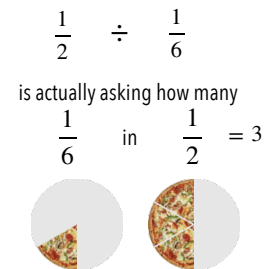 1/2 ÷ 1/6
is actually asking how many
1/6 in 1/2 = 3